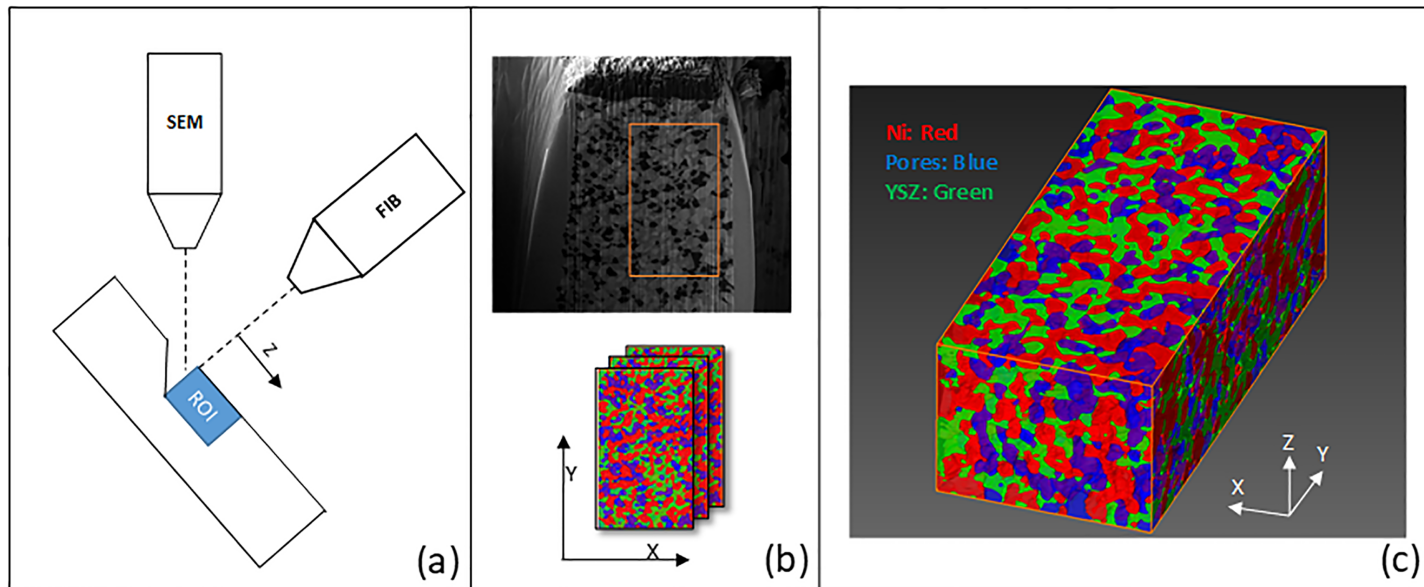 SEM
FIB
Z
ROI
(a)
Y
X
(b)
Ni: Red
Pores: Blue
YSZ: Green
Z
Y
X
(c)